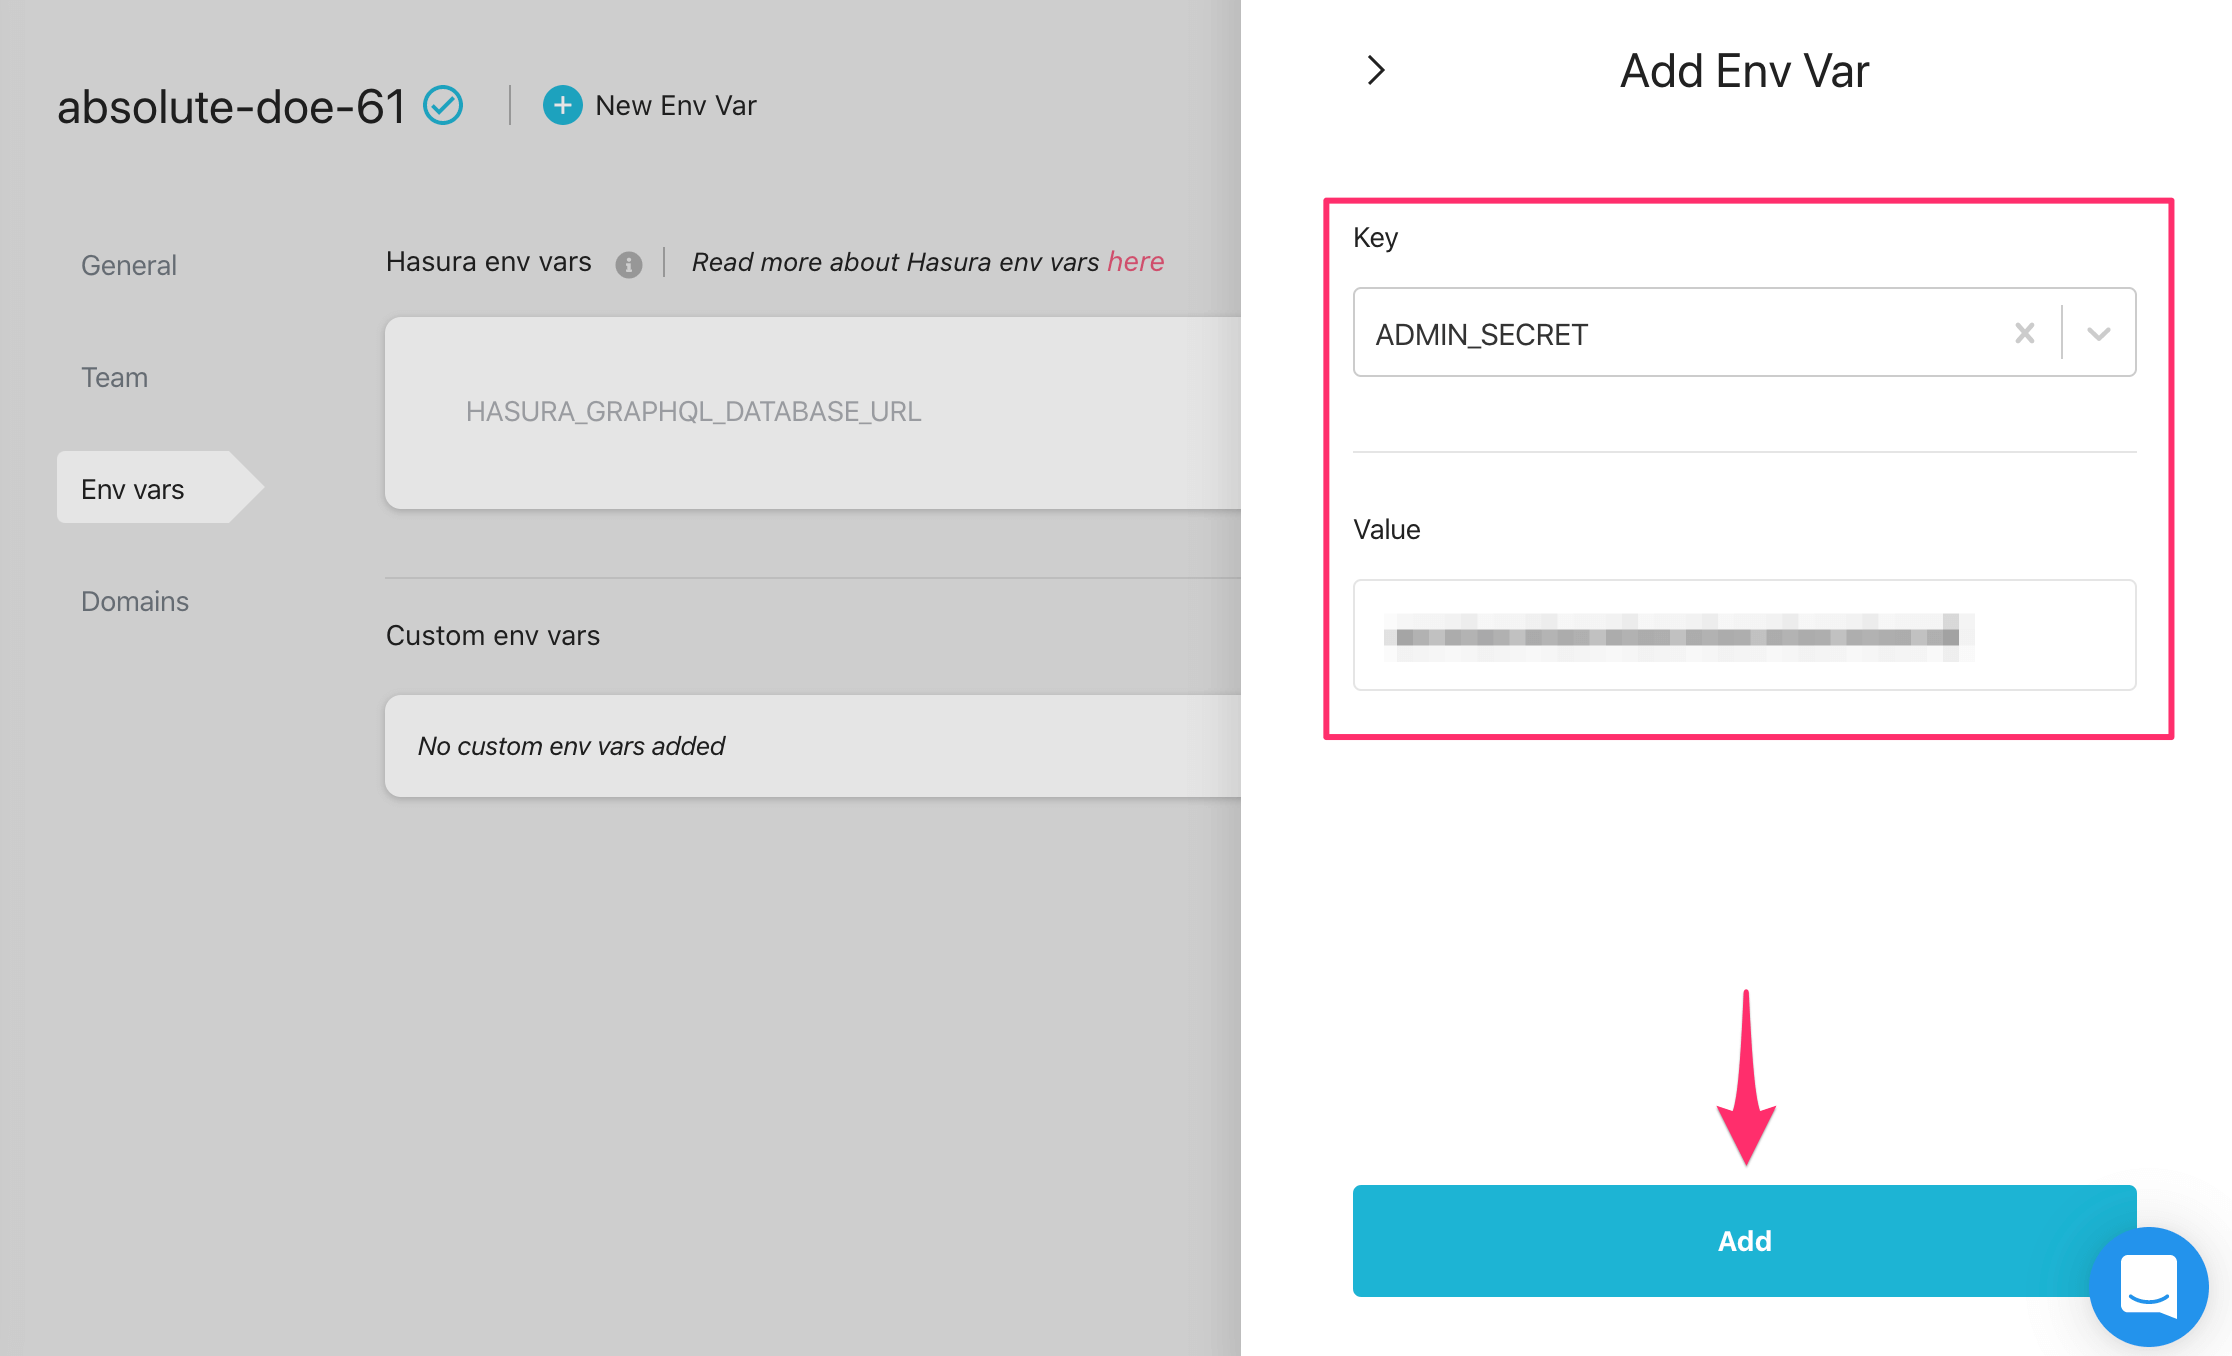 absolute-doe-61
New Env Var
General
Team
Env vars
Domains
Hasura env vars
Read more about Hasura env vars here
HASURA_GRAPHQL_DATABASE_URL
Custom env vars
No custom env vars added
Add Env Var
Key
ADMIN_SECRET
Value
Add